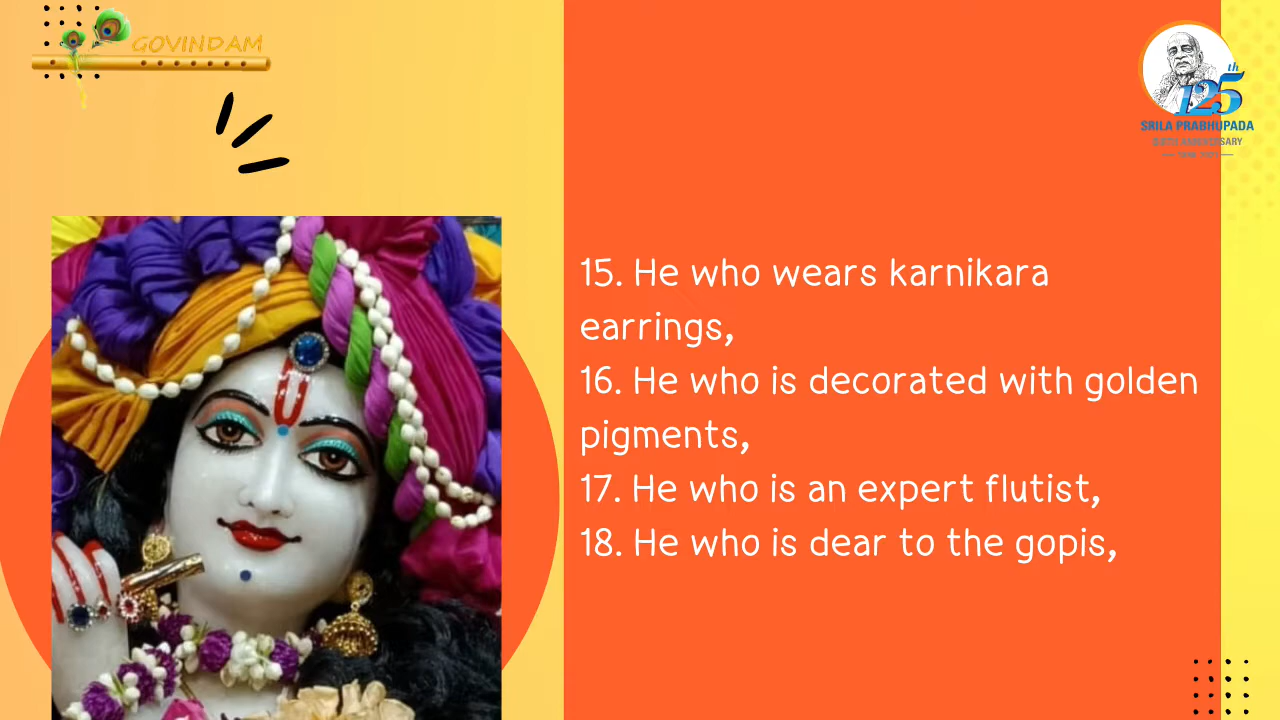 GOVINDAM
125th
SRILA PRABHUPADA
15. He who wears karnikara
earrings,
16. He who is decorated with golden
pigments,
17. He who is an expert flutist,
18. He who is dear to the gopis,